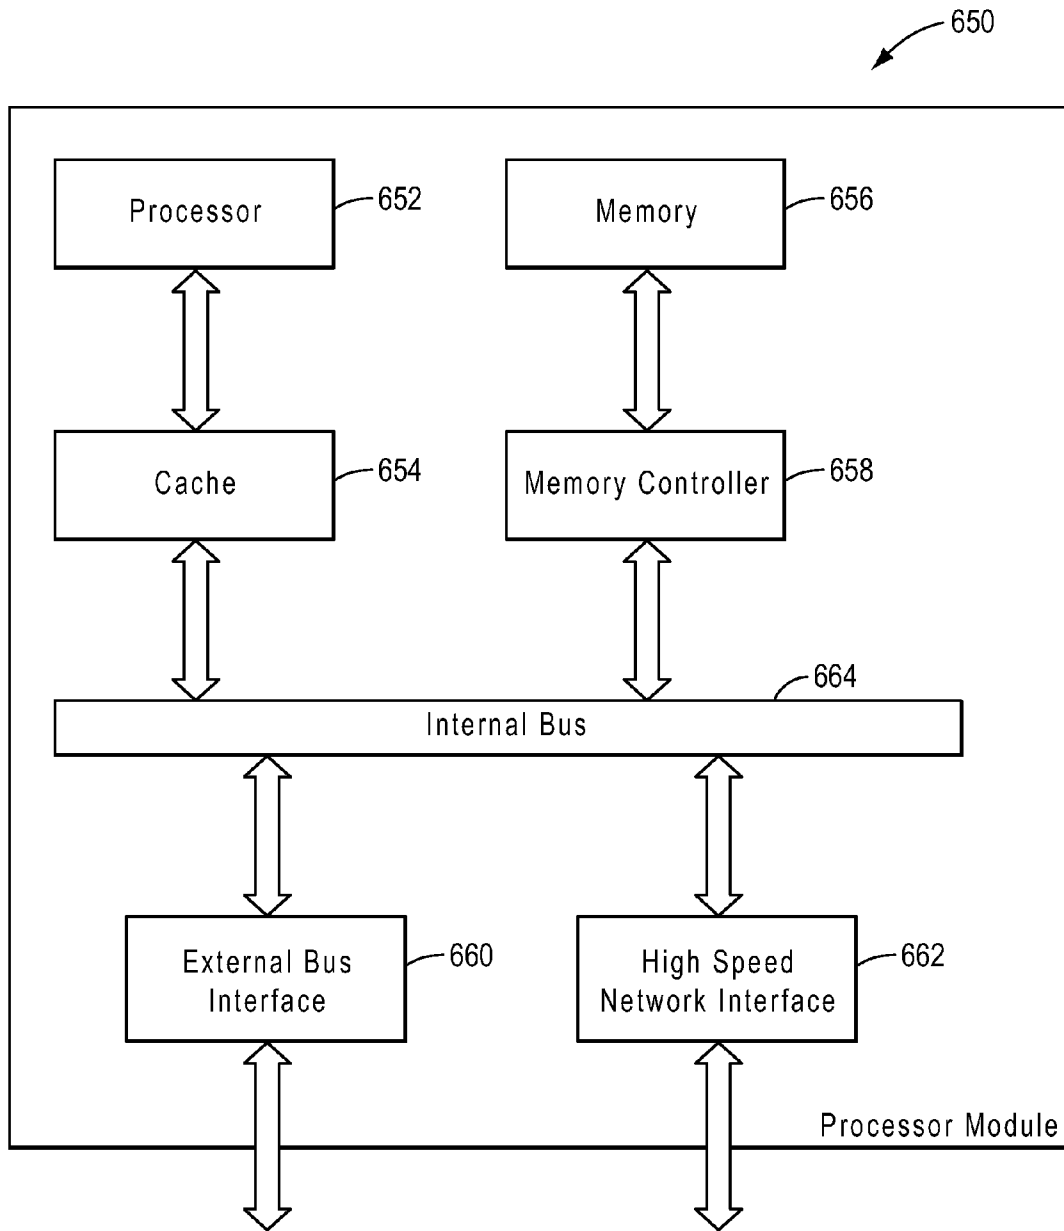 650
Processor
652
Memory
656
Cache
654
Memory Controller
658
664
Internal Bus
External Bus
Interface
660
High Speed
Network Interface
662
Processor Module